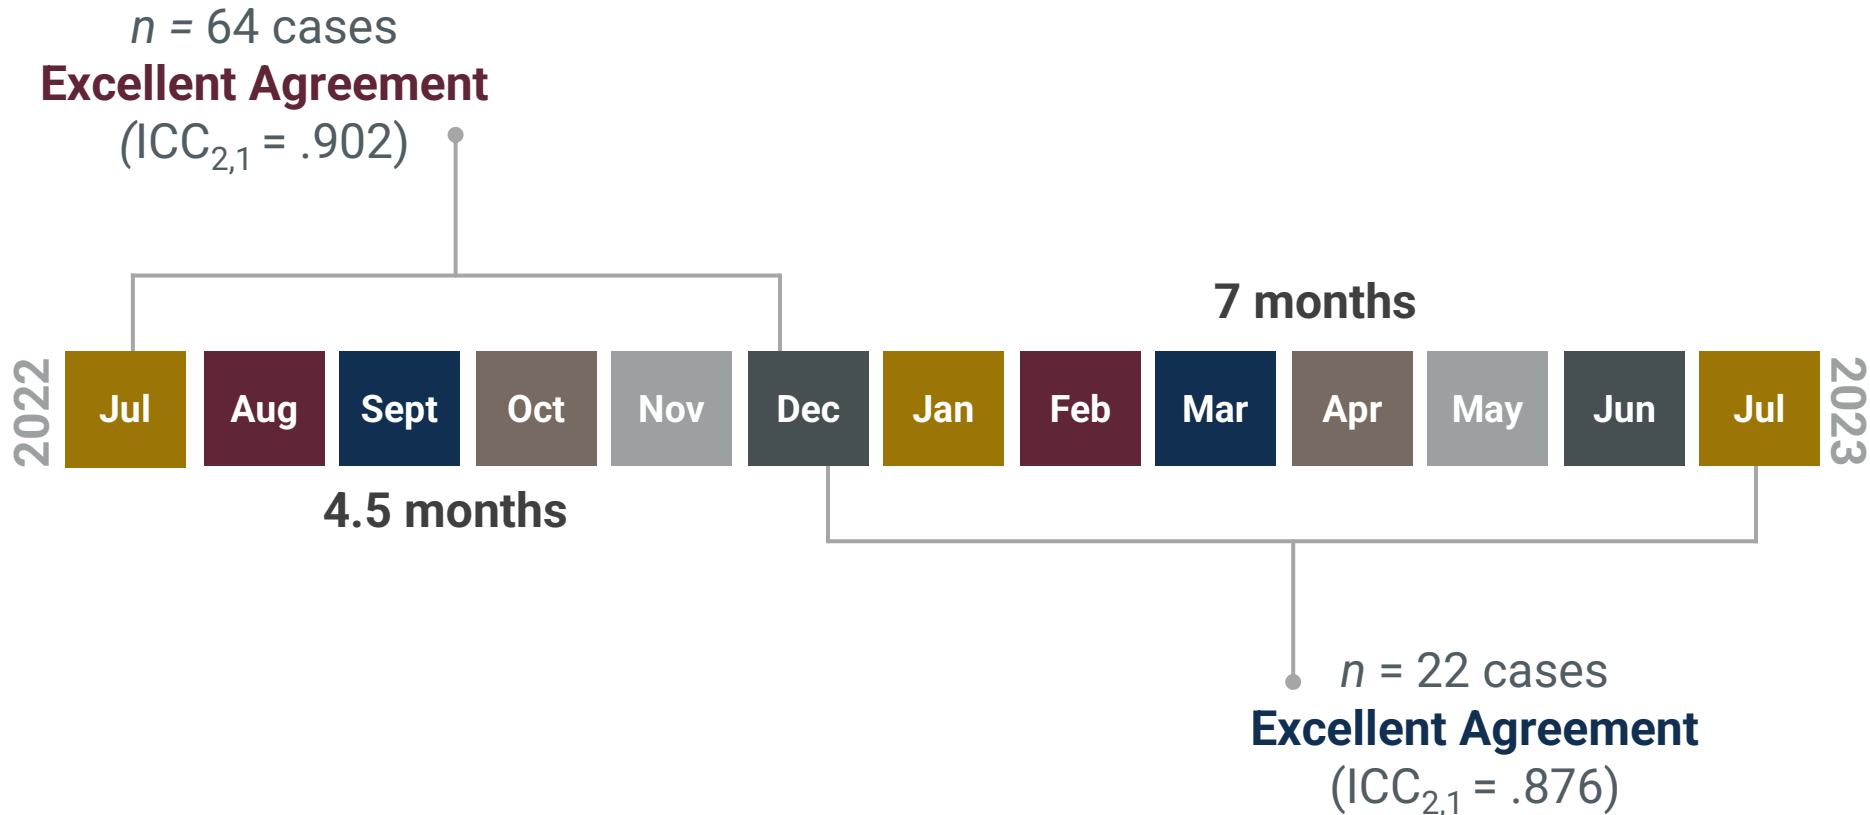 n = 64 cases
Excellent Agreement
(ICC2,1 = .902)
7 months
2022
Jul Aug Sept Oct Nov Dec Jan Feb Mar Apr May Jun Jul
2023
4.5 months
n = 22 cases
Excellent Agreement
(ICC2,1 = .876)